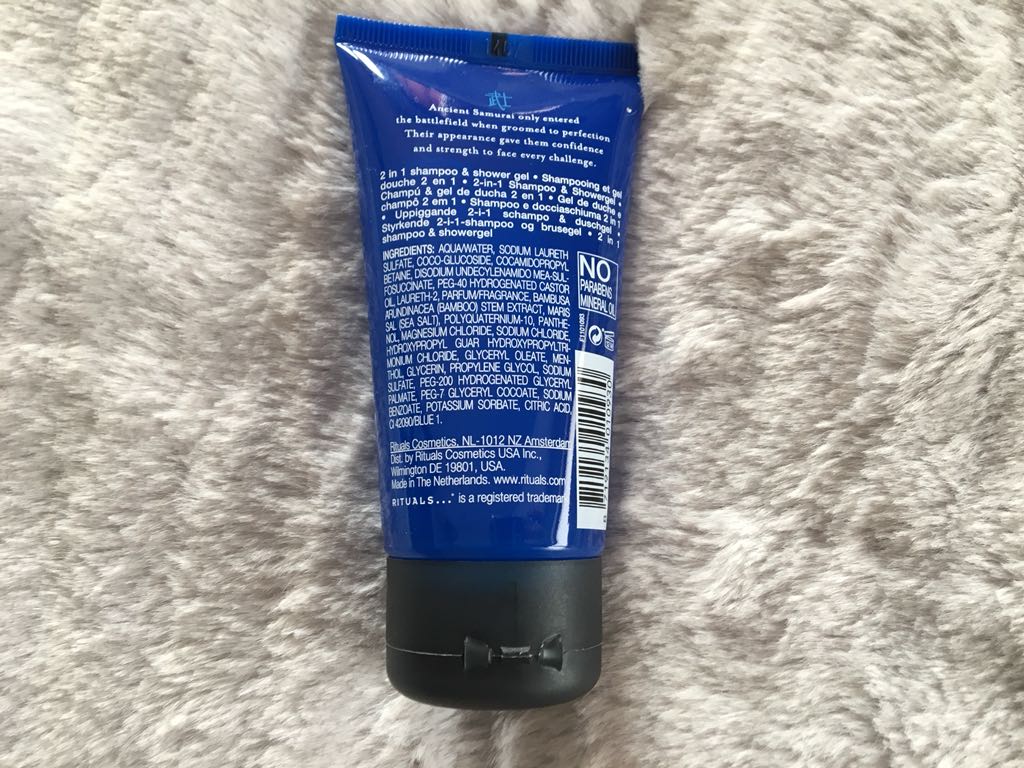 武士
Ancient Samurai only entered
the battlefield when groomed to perfection
Their appearance gave them confidence
and strength to face every challenge.
2 in 1 shampoo & shower gel • Shampooing et gel
douche 2 en 1 • 2-in-1 Shampoo & Showergel •
Champú & gel de ducha 2 en 1 • Gel de duche e
champô 2 em 1 • Shampoo e docciaschiuma 2 in 1
• Uppiggande 2-i-1 schampo & duschgel •
Styrkende 2-i-1-shampoo og brusegel • 2 in 1
shampoo & showergel
INGREDIENTS: AQUA/WATER, SODIUM LAURETH
SULFATE, COCO-GLUCOSIDE, COCAMIDOPROPYL
BETAINE, DISODIUM UNDECYLENAMIDO MEA-SUL-
FOSUCCINATE, PEG-40 HYDROGENATED CASTOR
OIL, LAURETH-2, PARFUM/FRAGRANCE, BAMBUSA
ARUNDINACEA (BAMBOO) STEM EXTRACT, MARIS
SAL (SEA SALT), POLYQUATERNIUM-10, PANTHE-
NOL, MAGNESIUM CHLORIDE, SODIUM CHLORIDE,
HYDROXYPROPYL GUAR HYDROXYPROPYLTRI-
MONIUM CHLORIDE, GLYCERYL OLEATE, MEN-
THOL, GLYCERIN, PROPYLENE GLYCOL, SODIUM
SULFATE, PEG-200 HYDROGENATED GLYCERYL
PALMATE, PEG-7 GLYCERYL COCOATE, SODIUM
BENZOATE, POTASSIUM SORBATE, CITRIC ACID,
CI 42090/BLUE 1.
NO
PARABENS
MINERAL OIL
Rituals Cosmetics, NL-1012 NZ Amsterdam
Dist. by Rituals Cosmetics USA Inc.,
Wilmington DE 19801, USA.
Made in The Netherlands. www.rituals.com
RITUALS...® is a registered trademark